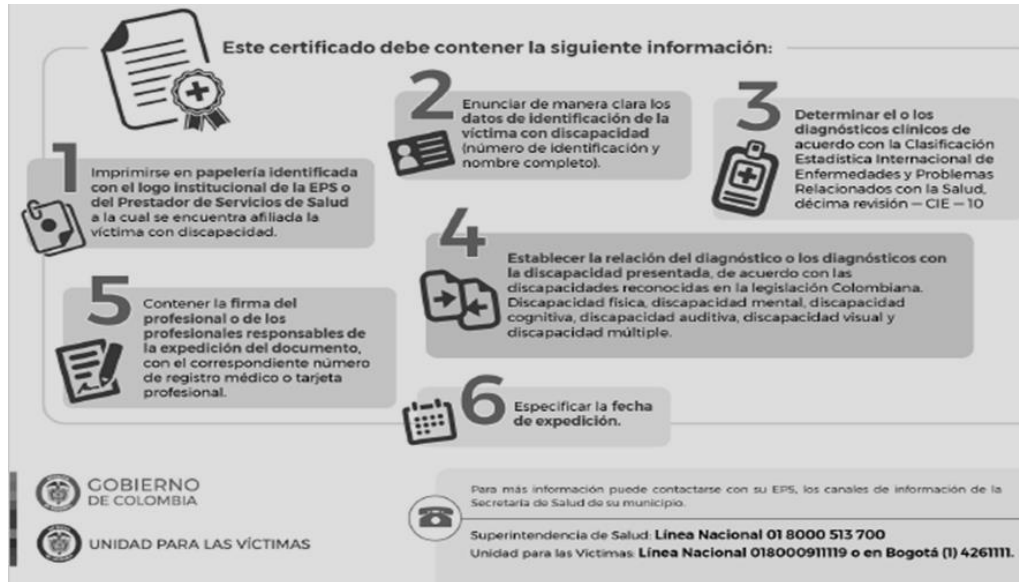 Este certificado debe contener la siguiente información:
1
Imprimirse en papelería identificada
con el logo institucional de la EPS o
del Prestador de Servicios de Salud
a la cual se encuentra afiliada la
víctima con discapacidad.
2
Enunciar de manera clara los
datos de identificación de la
víctima con discapacidad
(número de identificación y
nombre completo).
3
Determinar el o los
diagnósticos clínicos de
acuerdo con la Clasificación
Estadística Internacional de
Enfermedades y Problemas
Relacionados con la Salud,
décima revisión – CIE – 10
4
Establecer la relación del diagnóstico o los diagnósticos con
la discapacidad presentada, de acuerdo con las
discapacidades reconocidas en la legislación Colombiana.
Discapacidad física, discapacidad mental, discapacidad
cognitiva, discapacidad auditiva, discapacidad visual y
discapacidad múltiple.
5
Contener la firma del
profesional o de los
profesionales responsables de
la expedición del documento,
con el correspondiente número
de registro médico o tarjeta
profesional.
6
Especificar la fecha
de expedición.
GOBIERNO
DE COLOMBIA
UNIDAD PARA LAS VÍCTIMAS
Para más información puede contactarse con su EPS, los canales de información de la
Secretaría de Salud de su municipio.
Superintendencia de Salud: Línea Nacional 01 8000 513 700
Unidad para las Víctimas: Línea Nacional 018000911119 o en Bogotá (1) 4261111.